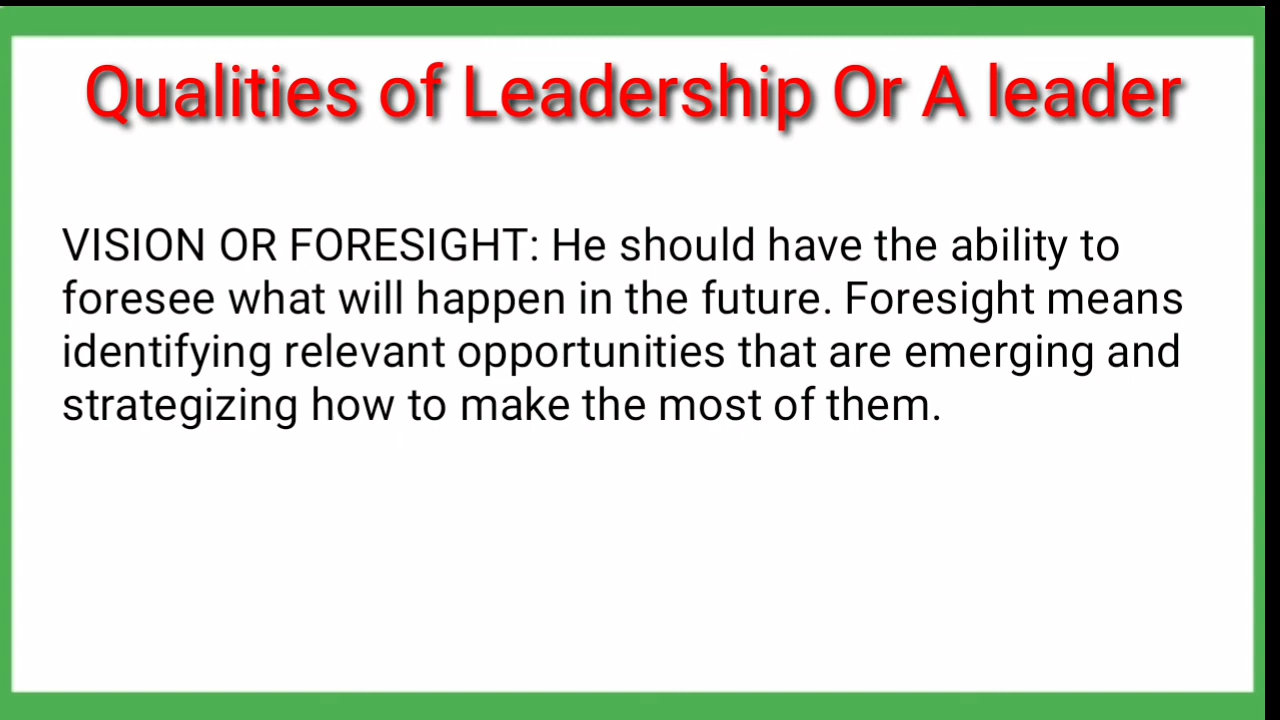 Qualities of Leadership Or A leader
VISION OR FORESIGHT: He should have the ability to
foresee what will happen in the future. Foresight means
identifying relevant opportunities that are emerging and
strategizing how to make the most of them.